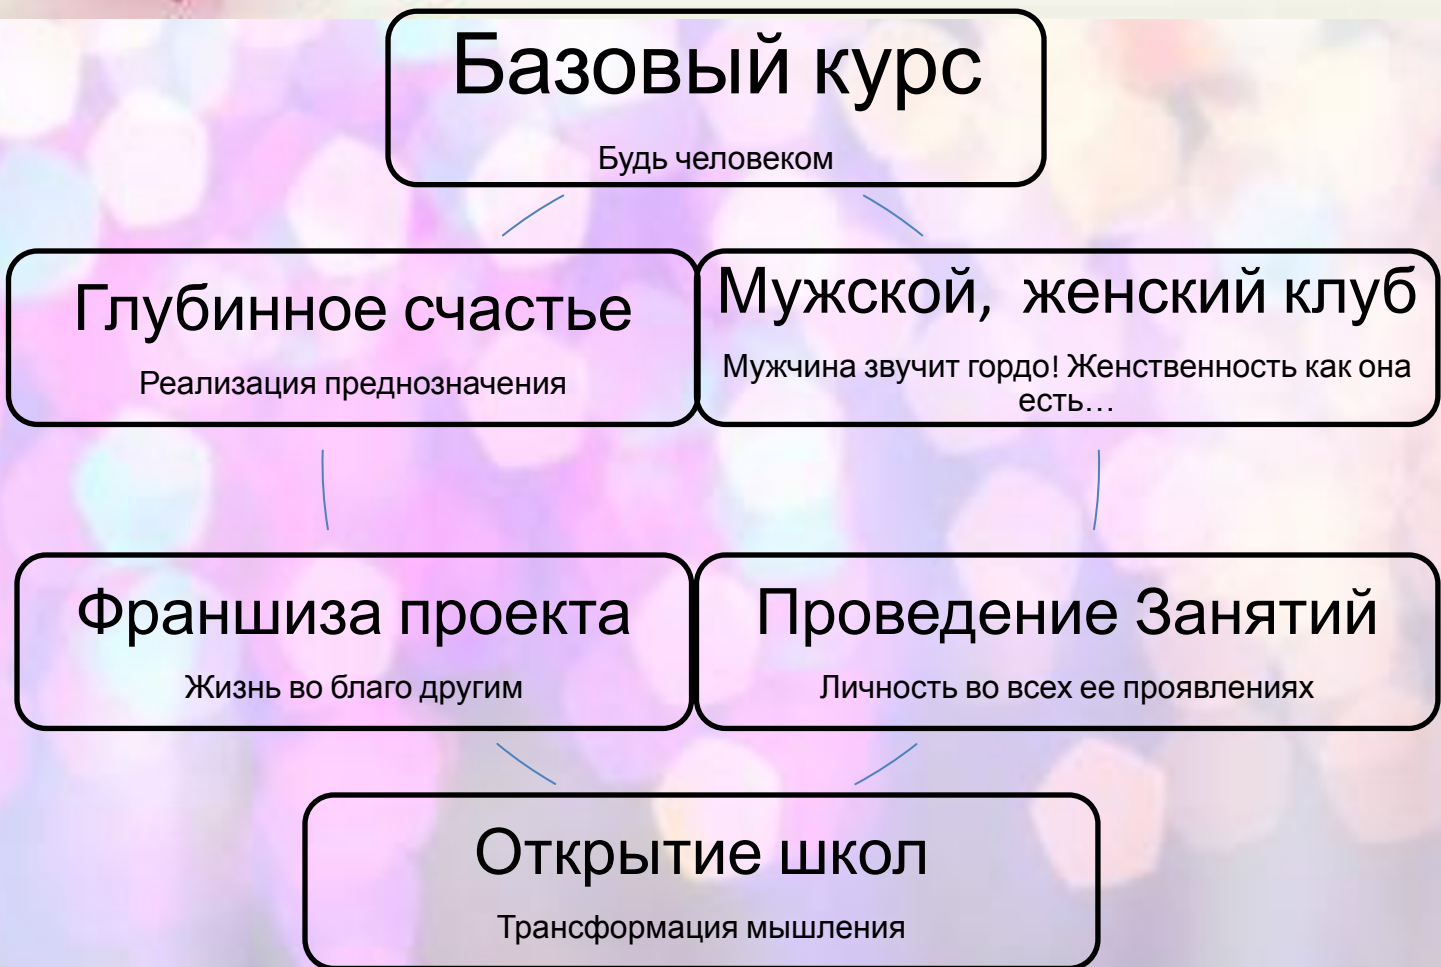 Базовый курс
Будь человеком
Глубинное счастье
Реализация преднозначения
Мужской, женский клуб
Мужчина звучит гордо! Женственность как она
есть…
Франшиза проекта
Жизнь во благо другим
Проведение Занятий
Личность во всех ее проявлениях
Открытие школ
Трансформация мышления